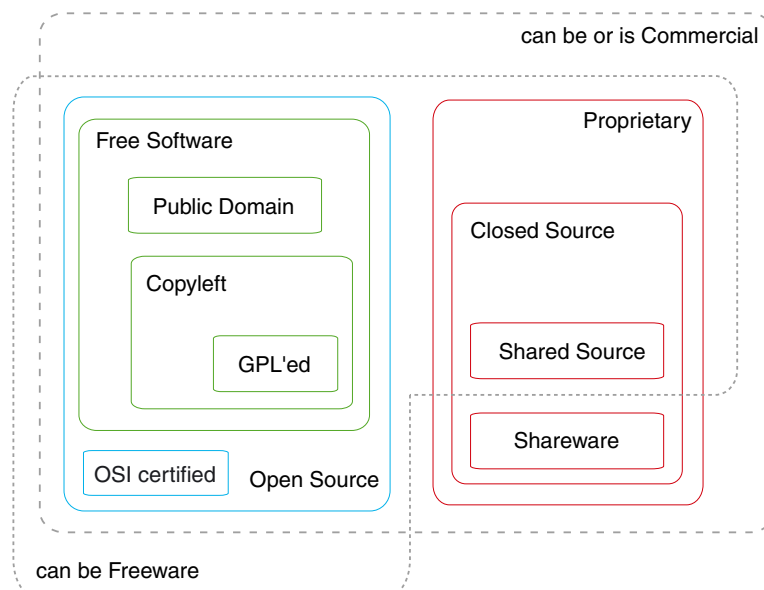 can be or is Commercial
Proprietary
Free Software
Public Domain
Closed Source
Copyleft
Shared Source
GPL'ed
Shareware
OSI certified
Open Source
can be Freeware